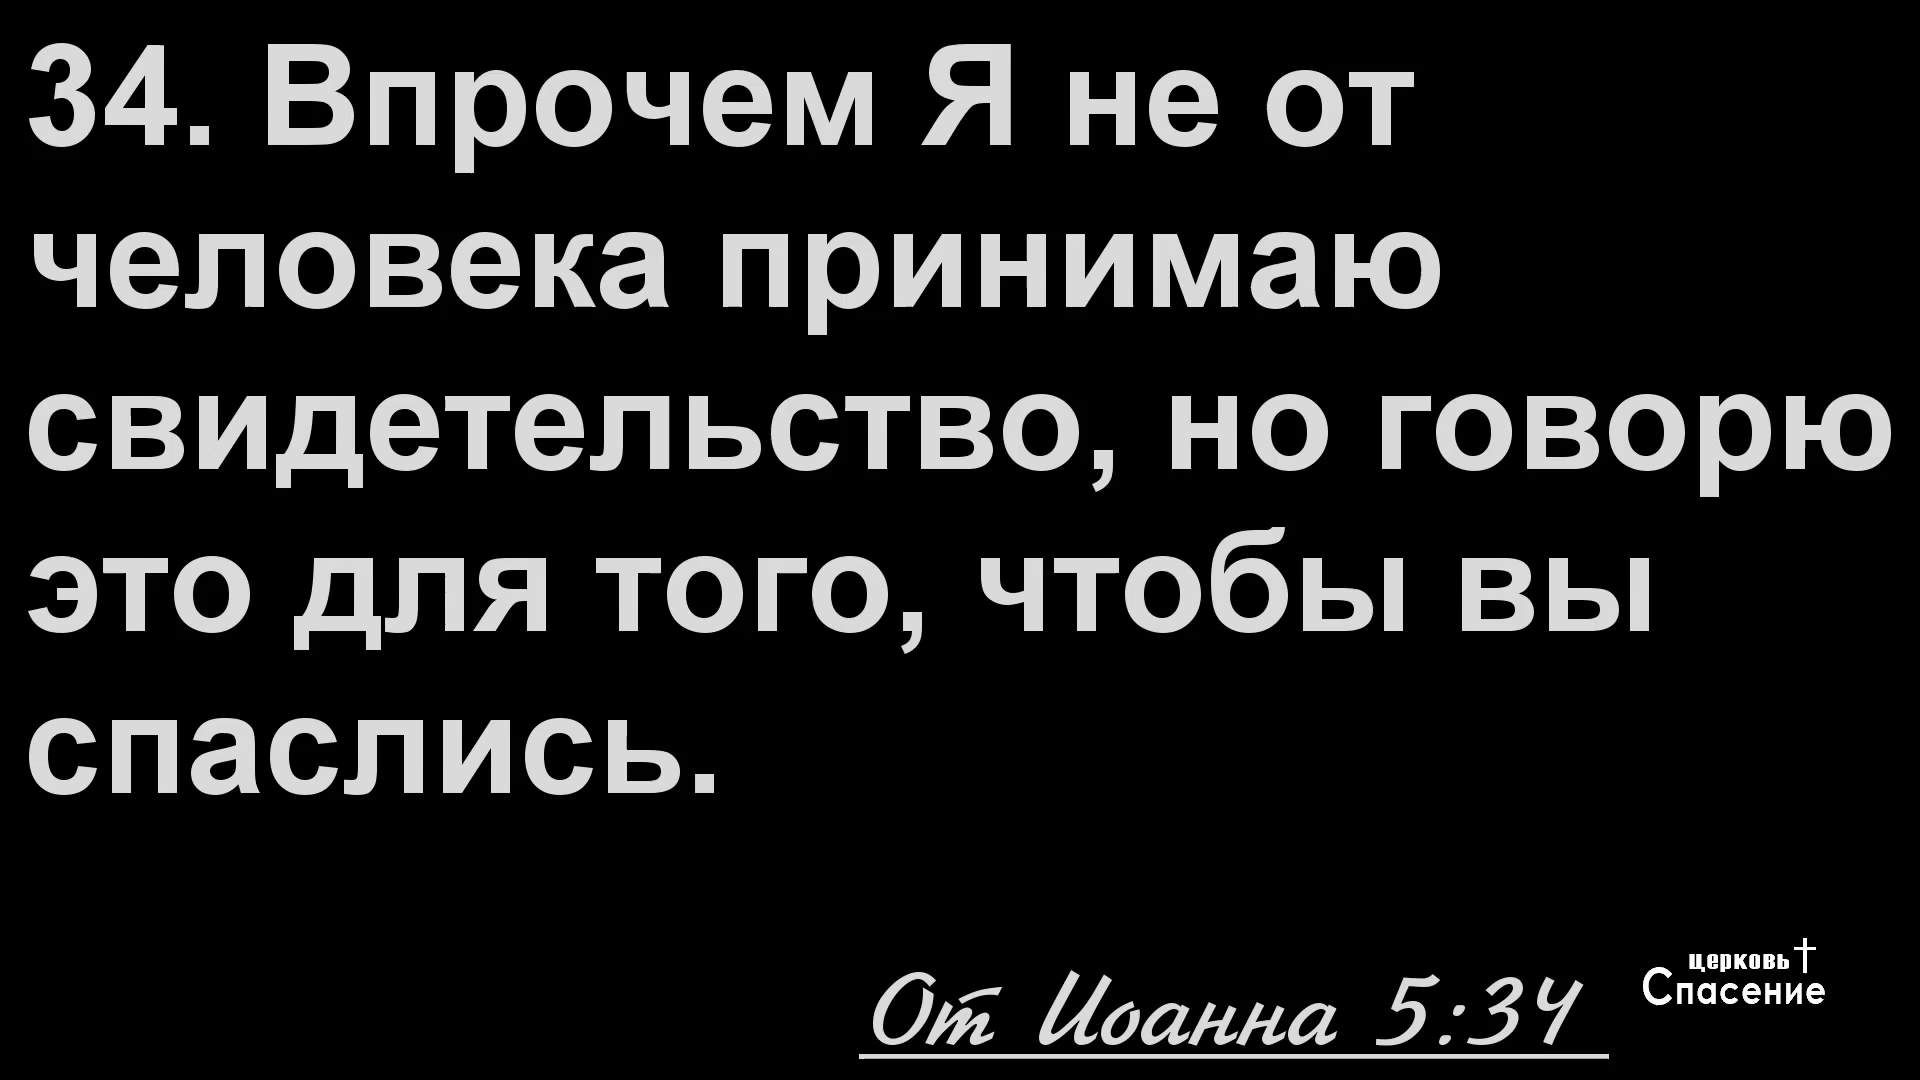 34. Впрочем Я не от
человека принимаю
свидетельство, но говорю
это для того, чтобы вы
спаслись.
От Иоанна 5:34
церковь
Спасение